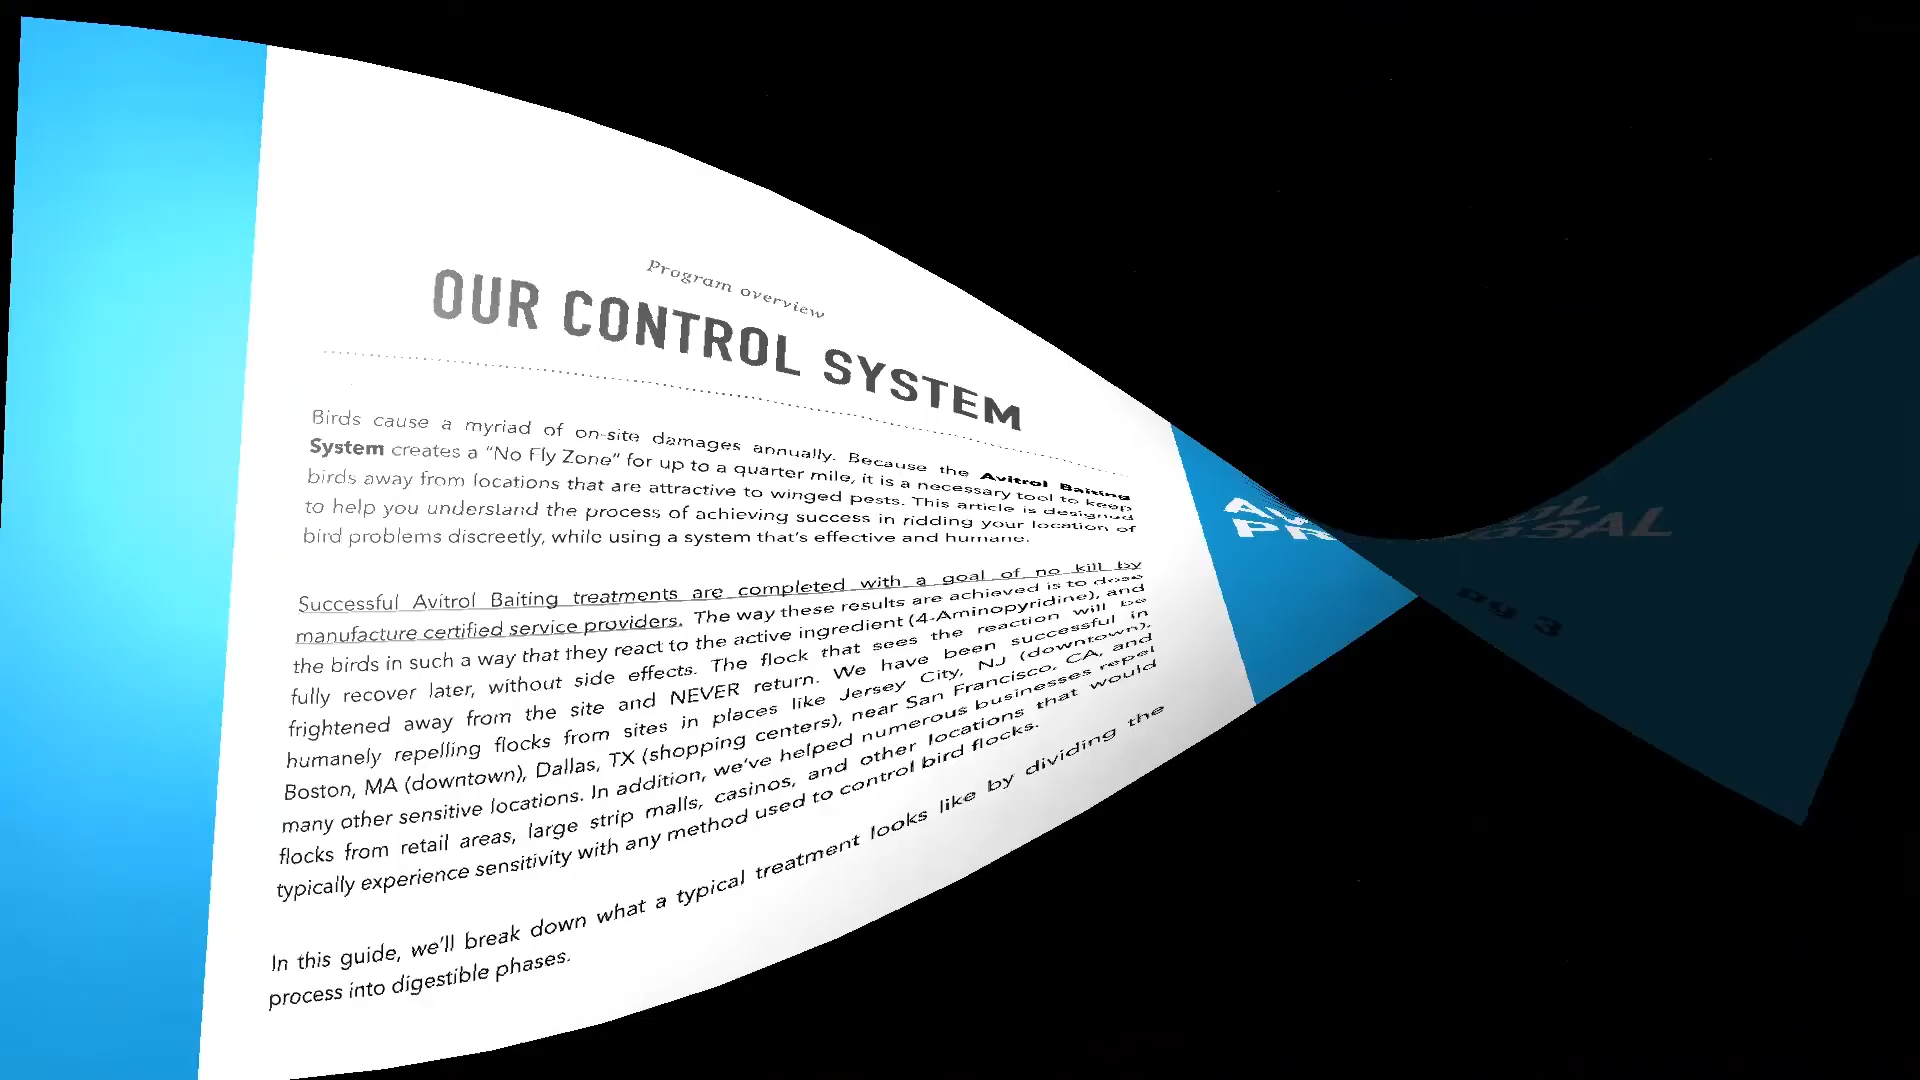 Program overview
OUR CONTROL SYSTEM
Birds cause a myriad of on-site damages annually. Because the Avitrol Baiting
System creates a “No Fly Zone” for up to a quarter mile, it is a necessary tool to keep
birds away from locations that are attractive to winged pests. This article is designed
to help you understand the process of achieving success in ridding your location of
bird problems discreetly, while using a system that's effective and humane.
Successful Avitrol Baiting treatments are completed with a goal of no kill by
manufacture certified service providers. The way these results are achieved is to dose
the birds in such a way that they react to the active ingredient (4-Aminopyridine), and
fully recover later, without side effects. The flock that sees the reaction will be
frightened away from the site and NEVER return. We have been successful in
humanely repelling flocks from sites in places like Jersey City, NJ (downtown),
Boston, MA (downtown), Dallas, TX (shopping centers), near San Francisco, CA, and
many other sensitive locations. In addition, we've helped numerous businesses repel
flocks from retail areas, large strip malls, casinos, and other locations that would
typically experience sensitivity with any method used to control bird flocks.
In this guide, we'll break down what a typical treatment looks like by dividing the
process into digestible phases.
pg 3